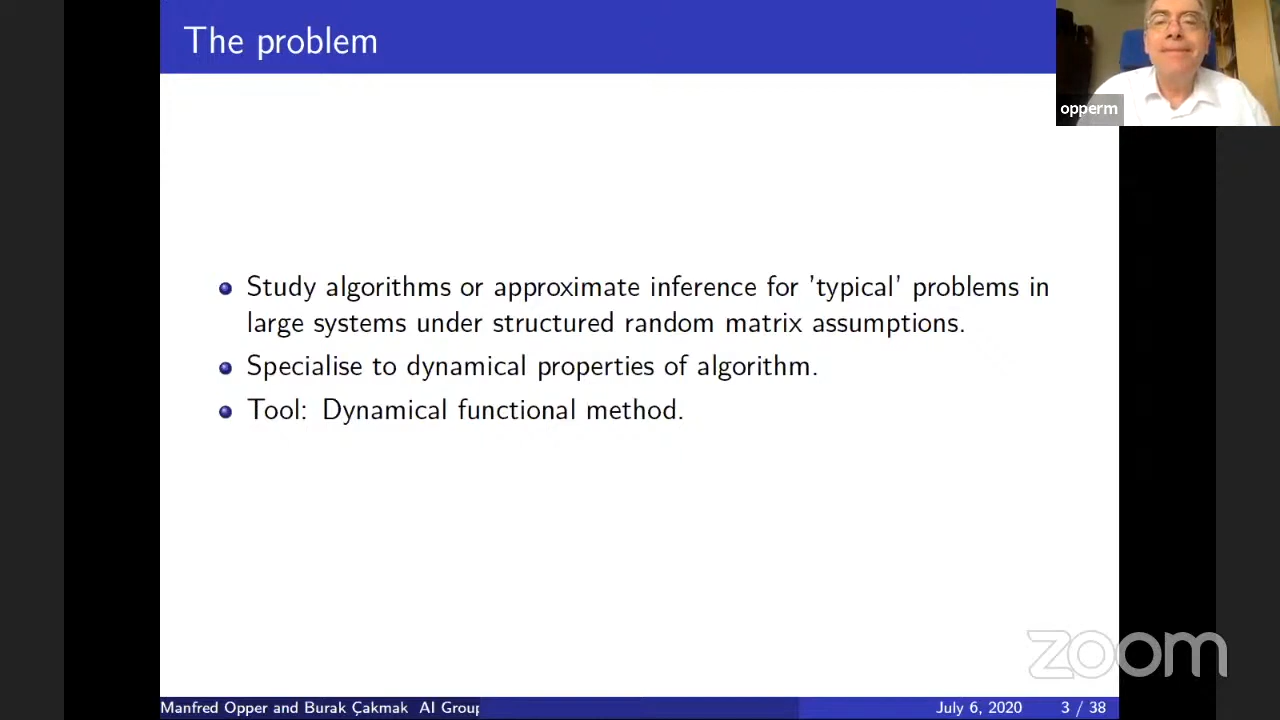 The problem
opperm
Study algorithms or approximate inference for 'typical' problems in
large systems under structured random matrix assumptions.
Specialise to dynamical properties of algorithm.
Tool: Dynamical functional method.
zoom
Manfred Opper and Burak Çakmak AI Group
July 6, 2020
3 / 38